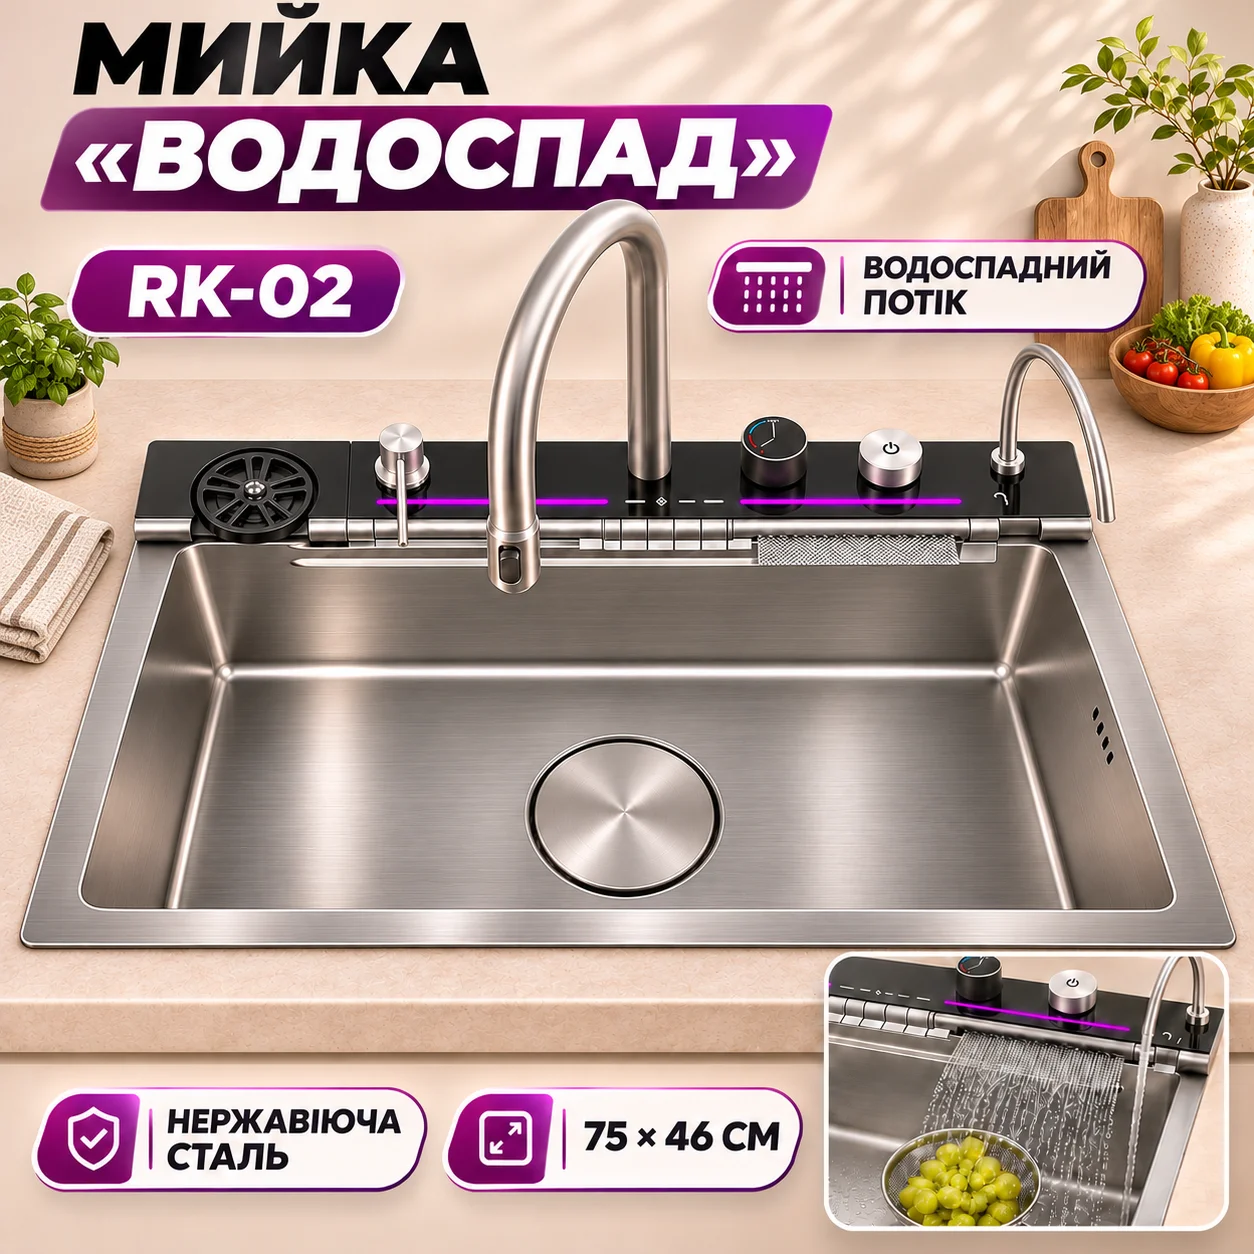 МИЙКА
«ВОДОСПАД»
RK-02
ВОДОСПАДНИЙ
ПОТІК
НЕРЖАВІЮЧА
СТАЛЬ
75 × 46 СМ